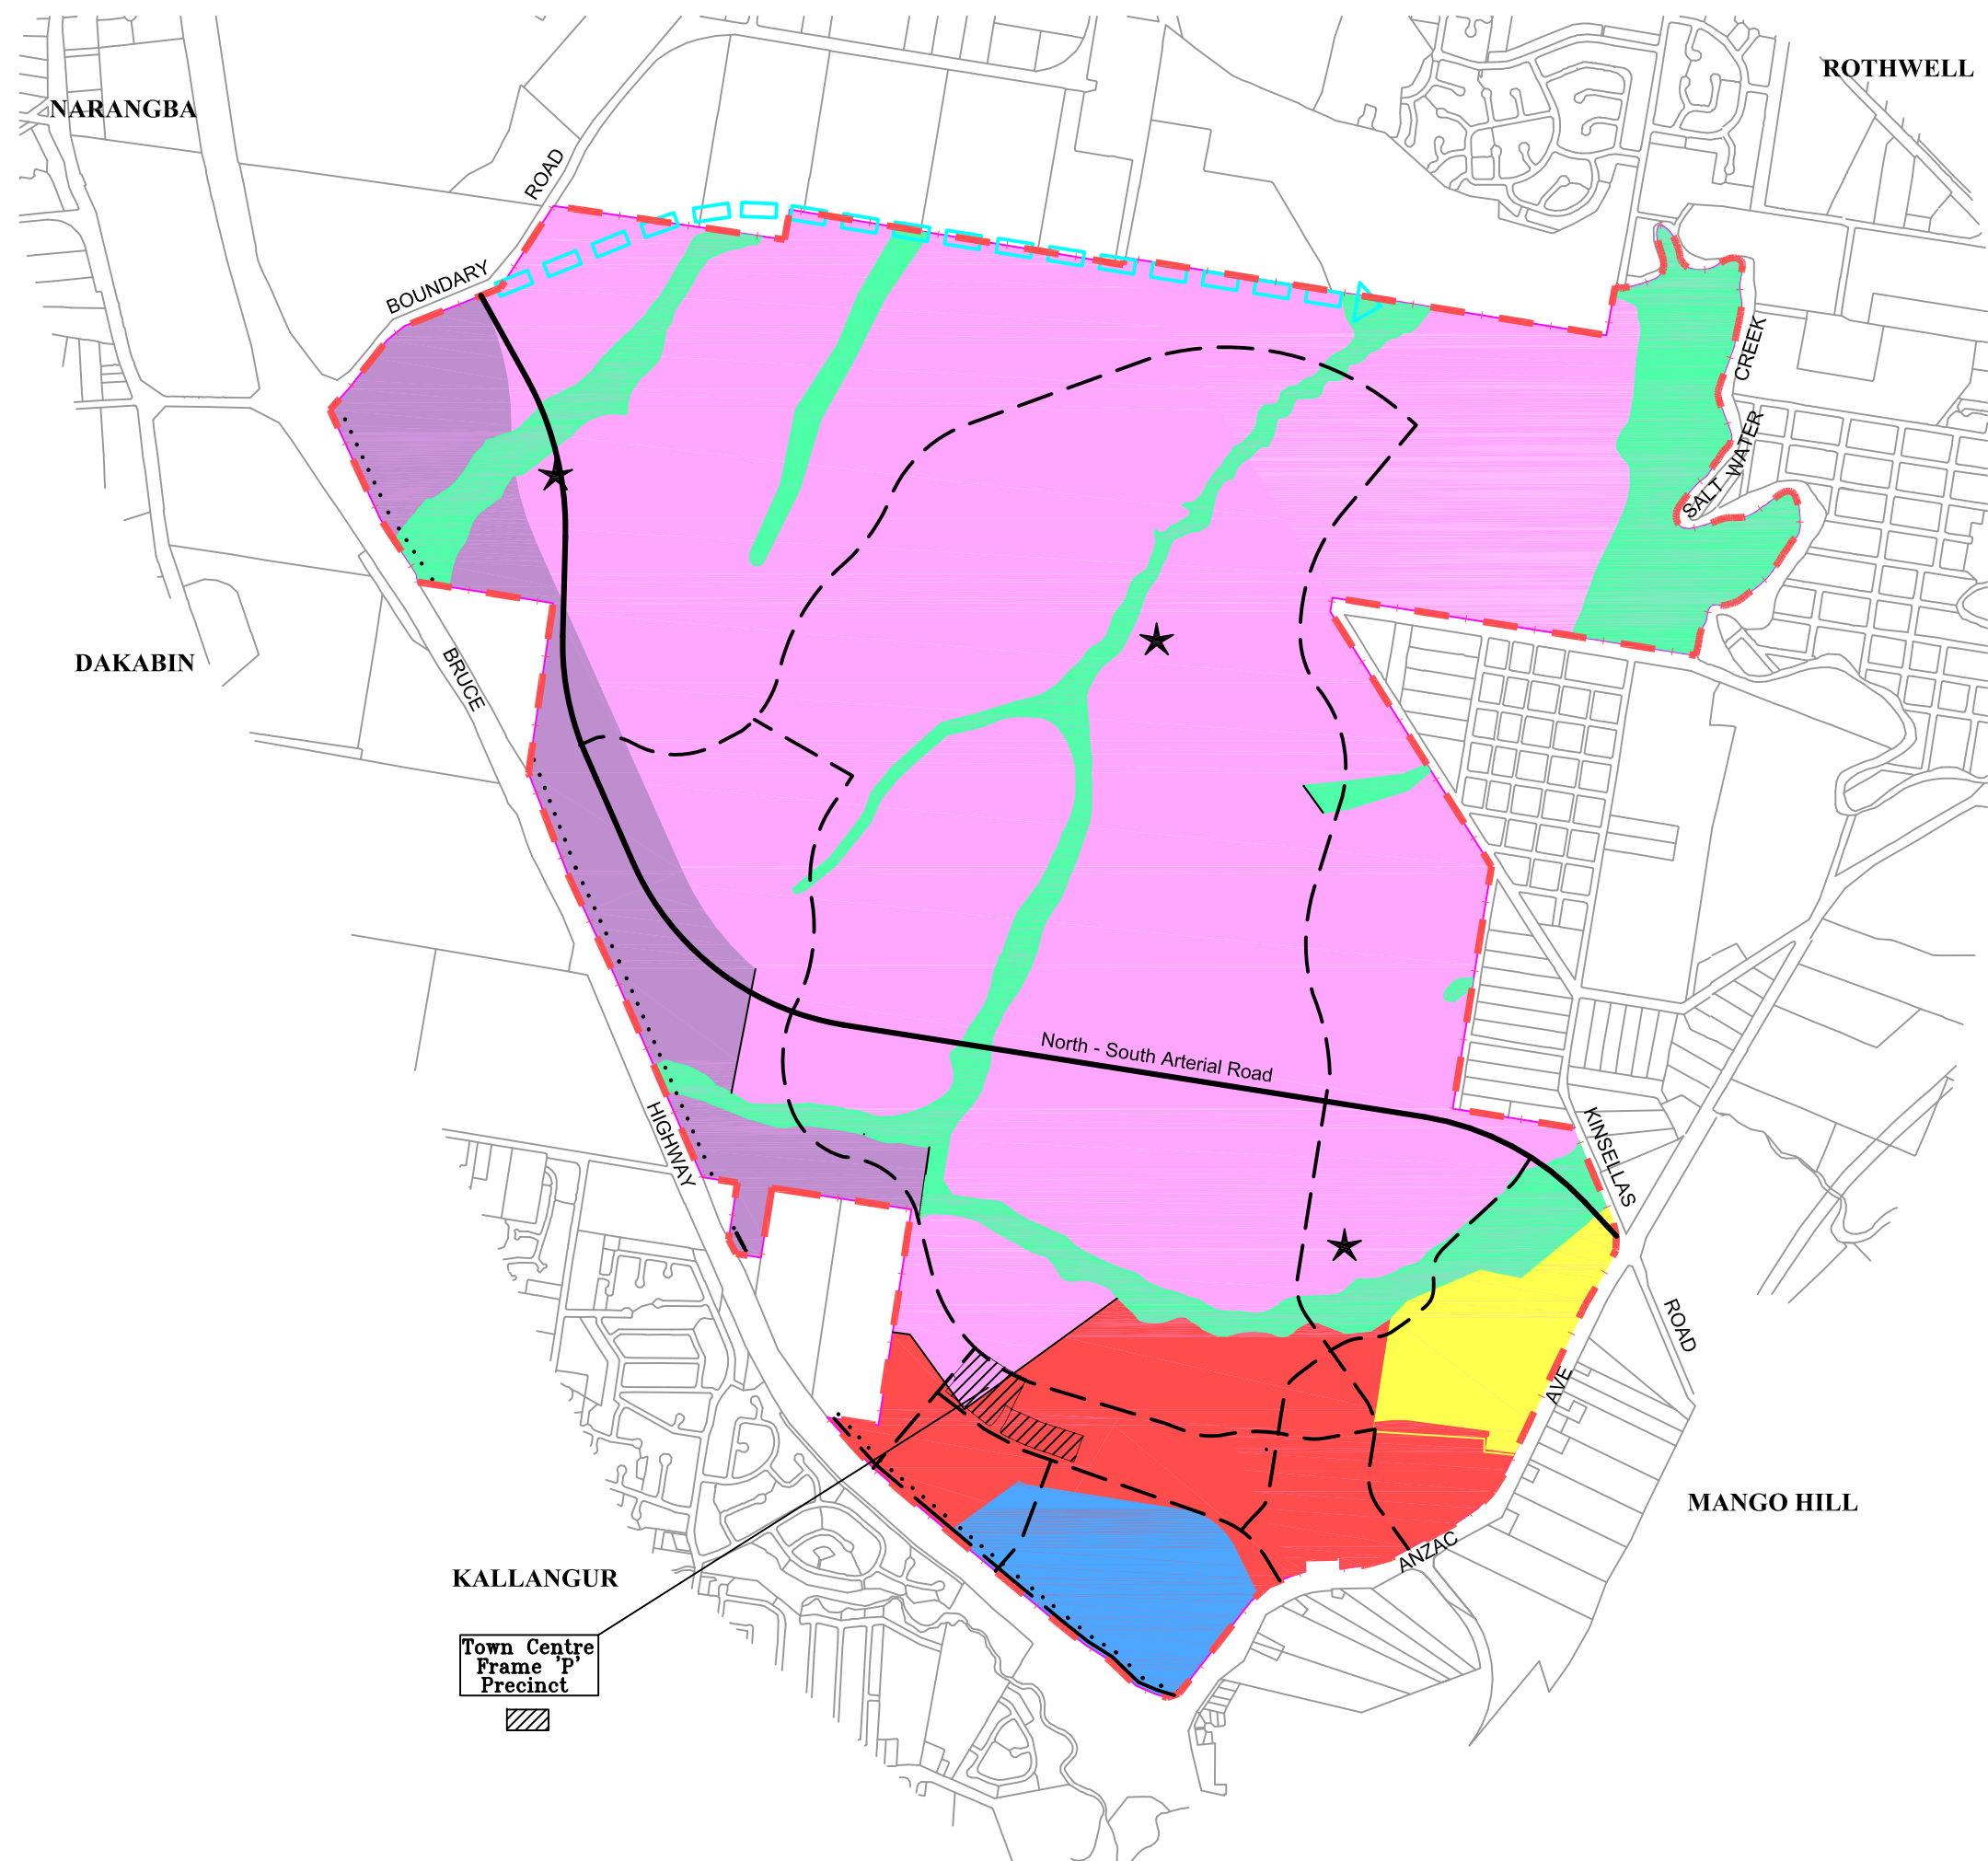 ROTHWELL
NARANGBA
ROAD
BOUNDARY
CREEK
SALT WATER
DAKABIN
BRUCE
North - South Arterial Road
HIGHWAY
KINSELLAS
ROAD
AVE
MANGO HILL
ANZAC
KALLANGUR
Town Centre
Frame 'P'
Precinct